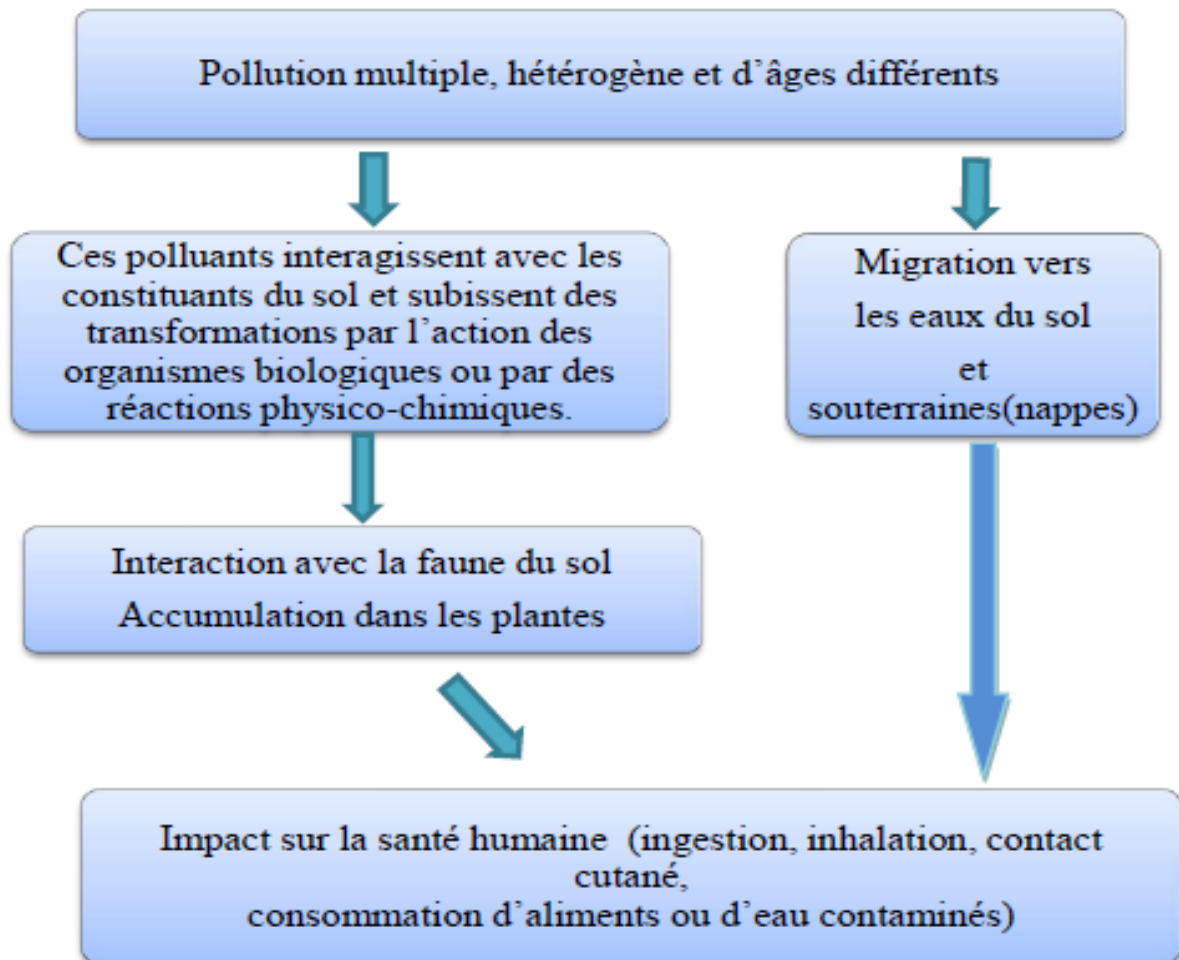 Pollution multiple, hétérogène et d'âges différents
Ces polluants interagissent avec les
constituants du sol et subissent des
transformations par l'action des
organismes biologiques ou par des
réactions physico-chimiques.
Migration vers
les eaux du sol
et
souterraines(nappes)
Interaction avec la faune du sol
Accumulation dans les plantes
Impact sur la santé humaine (ingestion, inhalation, contact
cutané,
consommation d'aliments ou d'eau contaminés)